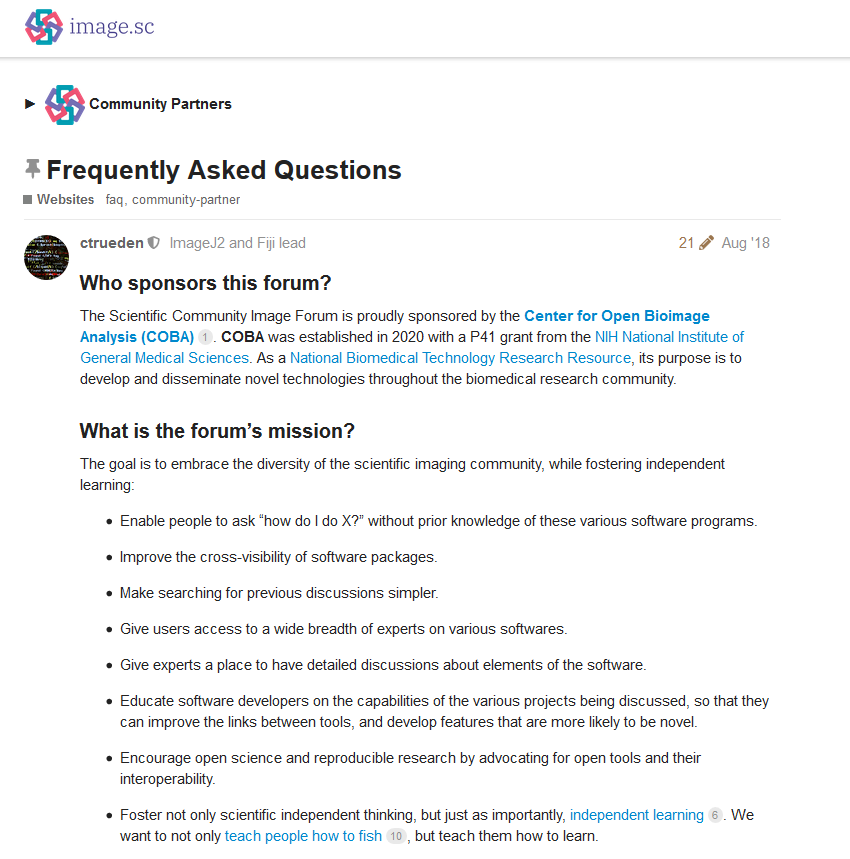 image.sc
Community Partners
Frequently Asked Questions
Websites faq, community-partner
ctrueden ImageJ2 and Fiji lead 21 Aug '18
Who sponsors this forum?
The Scientific Community Image Forum is proudly sponsored by the Center for Open Bioimage
Analysis (COBA) 1 . COBA was established in 2020 with a P41 grant from the NIH National Institute of
General Medical Sciences. As a National Biomedical Technology Research Resource, its purpose is to
develop and disseminate novel technologies throughout the biomedical research community.
What is the forum’s mission?
The goal is to embrace the diversity of the scientific imaging community, while fostering independent
learning:
• Enable people to ask “how do I do X?” without prior knowledge of these various software programs.
• Improve the cross-visibility of software packages.
• Make searching for previous discussions simpler.
• Give users access to a wide breadth of experts on various softwares.
• Give experts a place to have detailed discussions about elements of the software.
• Educate software developers on the capabilities of the various projects being discussed, so that they
can improve the links between tools, and develop features that are more likely to be novel.
• Encourage open science and reproducible research by advocating for open tools and their
interoperability.
• Foster not only scientific independent thinking, but just as importantly, independent learning 6 . We
want to not only teach people how to fish 10 , but teach them how to learn.